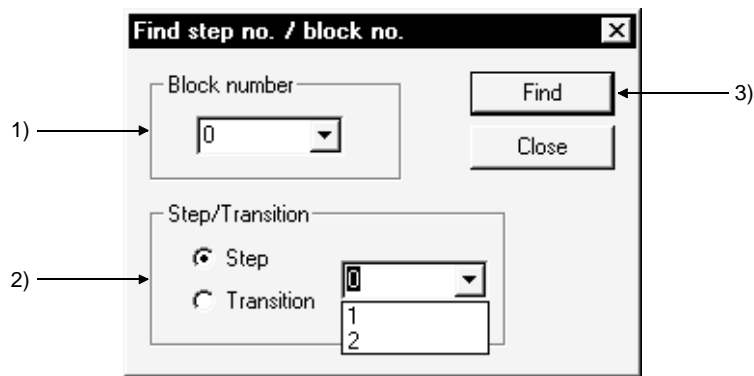 Find step no. / block no.
Block number
Find
3)
1)
0
Close
Step/Transition
Step
2)
0
Transition
1
2